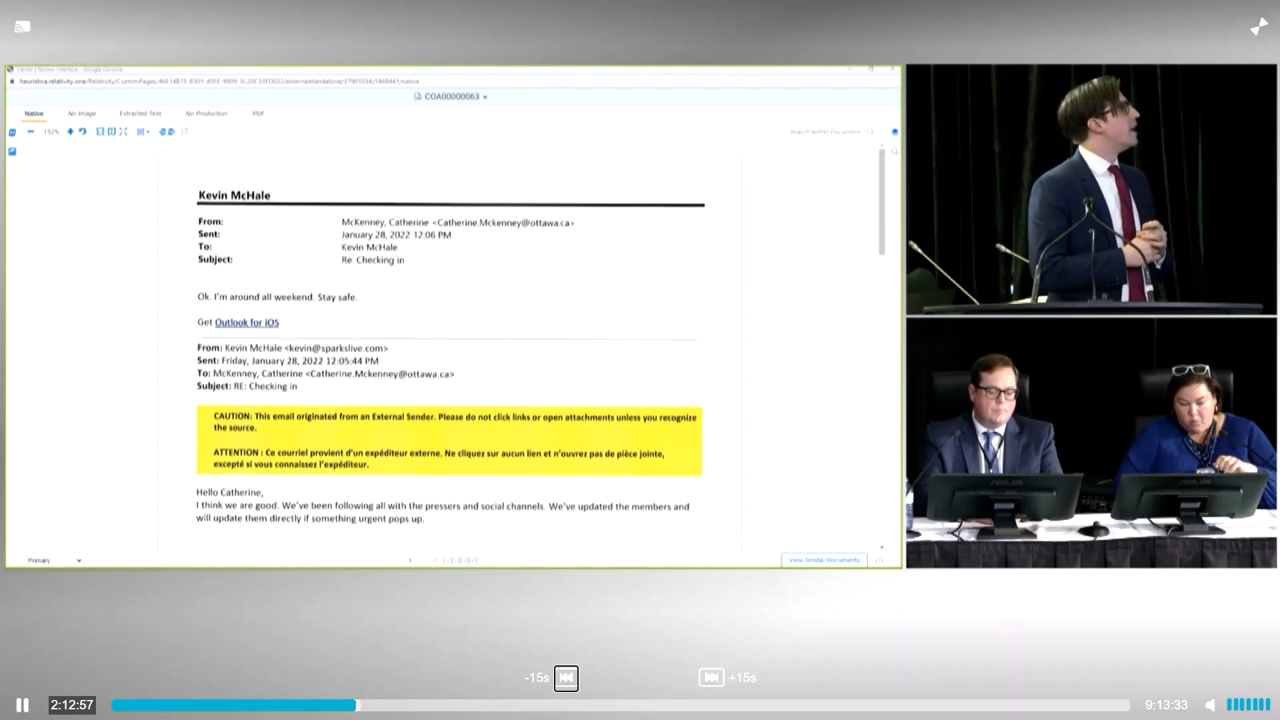 COA00000063
Native No Image Extracted Text No Production PDF
152%
Kevin McHale
From: McKenney, Catherine <Catherine.Mckenney@ottawa.ca>
Sent: January 28, 2022 12:06 PM
To: Kevin McHale
Subject: Re: Checking in
Ok. I'm around all weekend. Stay safe.
Get Outlook for iOS
From: Kevin McHale <kevin@sparkslive.com>
Sent: Friday, January 28, 2022 12:05:44 PM
To: McKenney, Catherine <Catherine.Mckenney@ottawa.ca>
Subject: RE: Checking in
CAUTION: This email originated from an External Sender. Please do not click links or open attachments unless you recognize
the source.
ATTENTION : Ce courriel provient d'un expéditeur externe. Ne cliquez sur aucun lien et n'ouvrez pas de pièce jointe,
excepté si vous connaissez l'expéditeur.
Hello Catherine,
I think we are good. We've been following all with the pressers and social channels. We've updated the members and
will update them directly if something urgent pops up.
Primary 1 View Similar Documents
-15s +15s
2:12:57 9:13:33